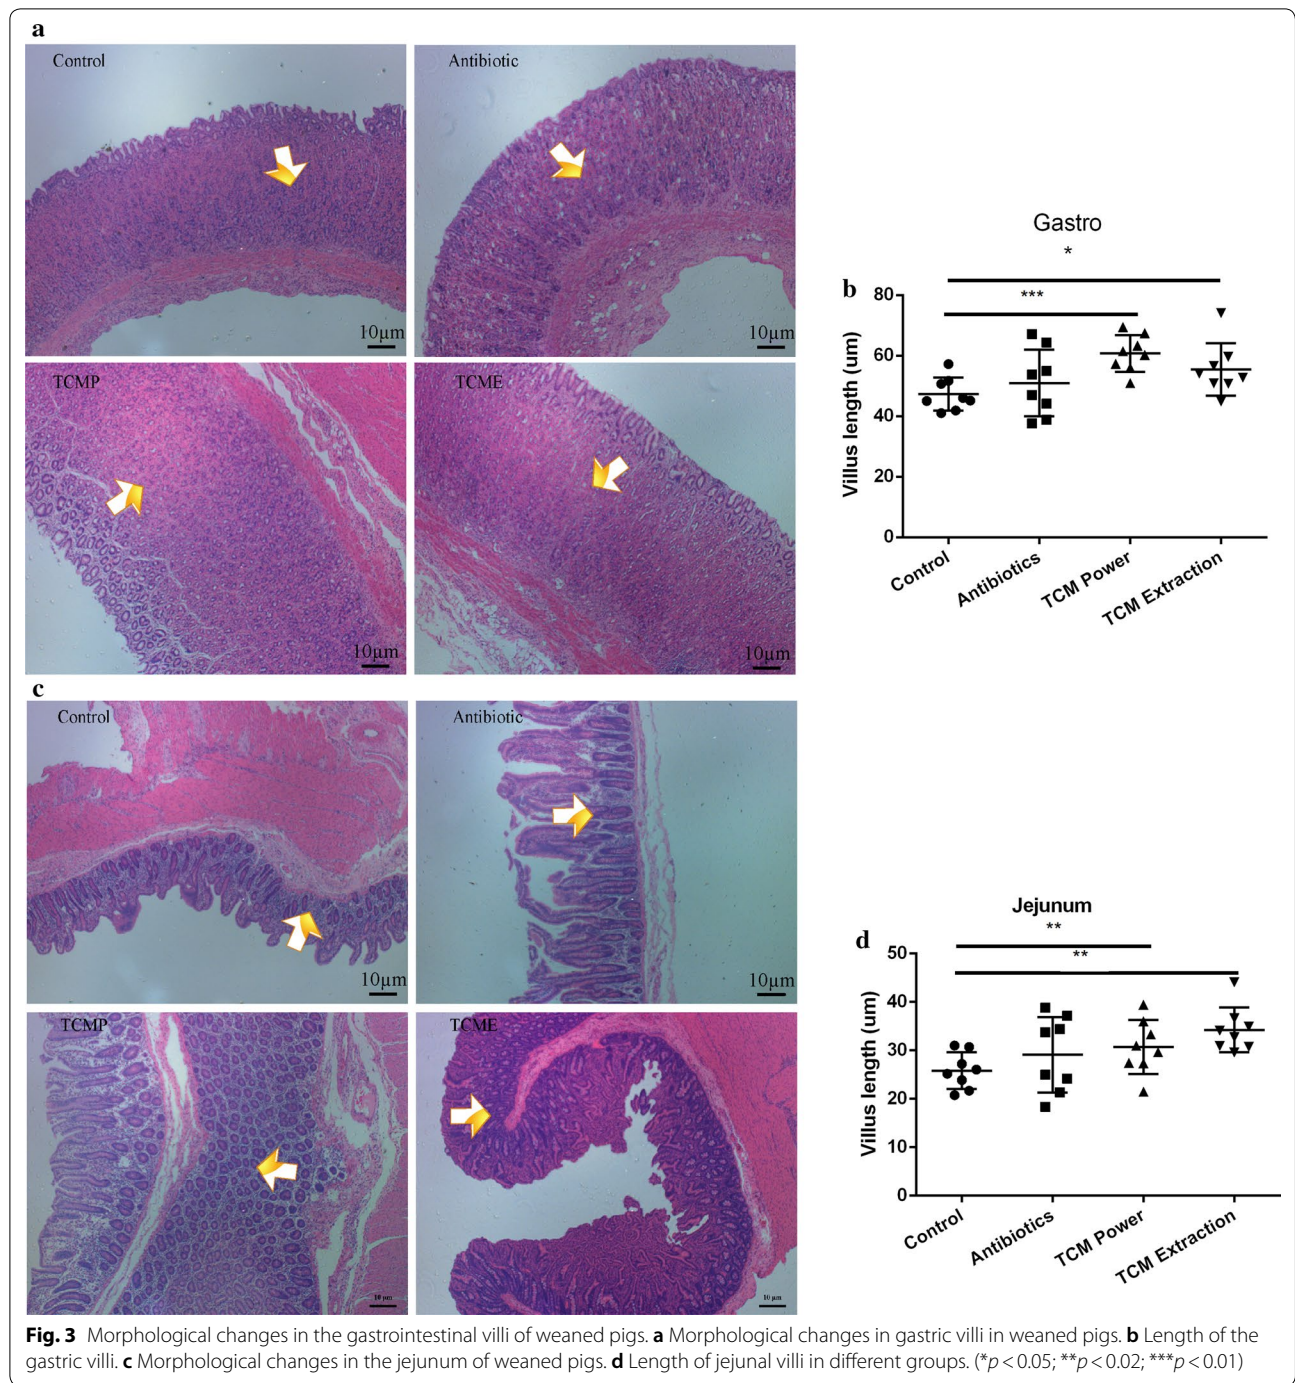 a
Control
Antibiotic
10µm
10µm
TCMP
TCME
10µm
10µm
Gastro
*
***
b
Villus length (um)
80
60
40
20
0
Control
Antibiotics
TCM Power
TCM Extraction
c
Control
Antibiotic
10µm
10µm
TCMP
TCME
10 µm
10 µm
Jejunum
**
**
d
Villus length (um)
50
40
30
20
10
0
Control
Antibiotics
TCM Power
TCM Extraction
Fig. 3 Morphological changes in the gastrointestinal villi of weaned pigs. a Morphological changes in gastric villi in weaned pigs. b Length of the
gastric villi. c Morphological changes in the jejunum of weaned pigs. d Length of jejunal villi in different groups. (*p < 0.05; **p < 0.02; ***p < 0.01)